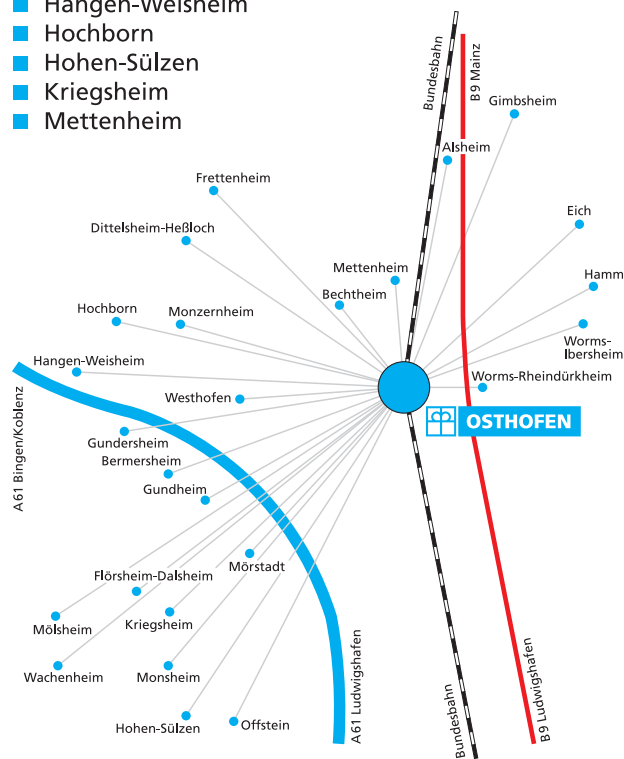 Hangen-Weisheim
Hochborn
Hohen-Sülzen
Kriegsheim
Mettenheim
Bundesbahn
B9 Mainz
Gimbsheim
Alsheim
Frettenheim
Eich
Dittelsheim-Heßloch
Mettenheim
Hamm
Bechtheim
Hochborn
Monzernheim
Worms-
Ibersheim
Hangen-Weisheim
Worms-Rheindürkheim
Westhofen
A61 Bingen/Koblenz
OSTHOFEN
Gundersheim
Bermersheim
Gundheim
Mörstadt
Flörsheim-Dalsheim
Kriegsheim
Mölsheim
Wachenheim
Monsheim
A61 Ludwigshafen
B9 Ludwigshafen
Bundesbahn
Hohen-Sülzen
Offstein